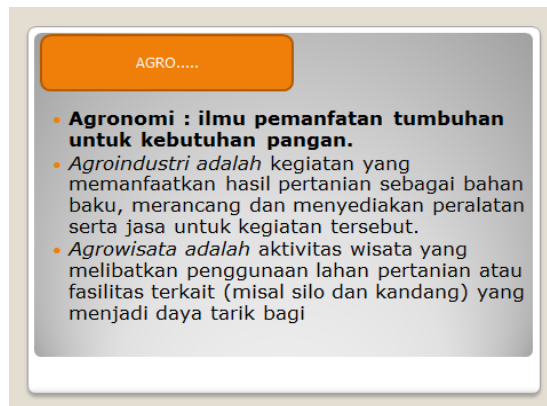 AGRO.....
• Agronomi : ilmu pemanfatan tumbuhan
untuk kebutuhan pangan.
• Agroindustri adalah kegiatan yang
memanfaatkan hasil pertanian sebagai bahan
baku, merancang dan menyediakan peralatan
serta jasa untuk kegiatan tersebut.
• Agrowisata adalah aktivitas wisata yang
melibatkan penggunaan lahan pertanian atau
fasilitas terkait (misal silo dan kandang) yang
menjadi daya tarik bagi